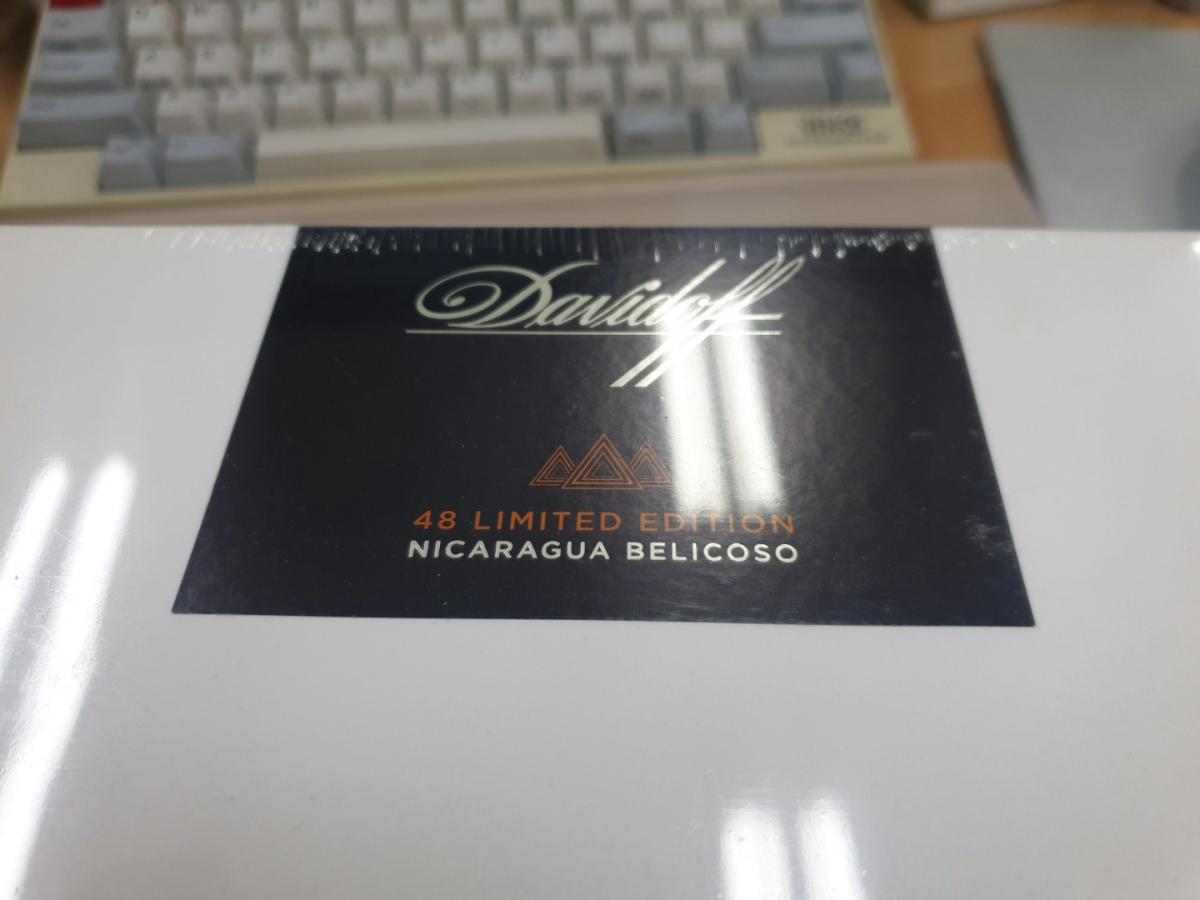 Davidoff
48 LIMITED EDITION
NICARAGUA BELICOSO